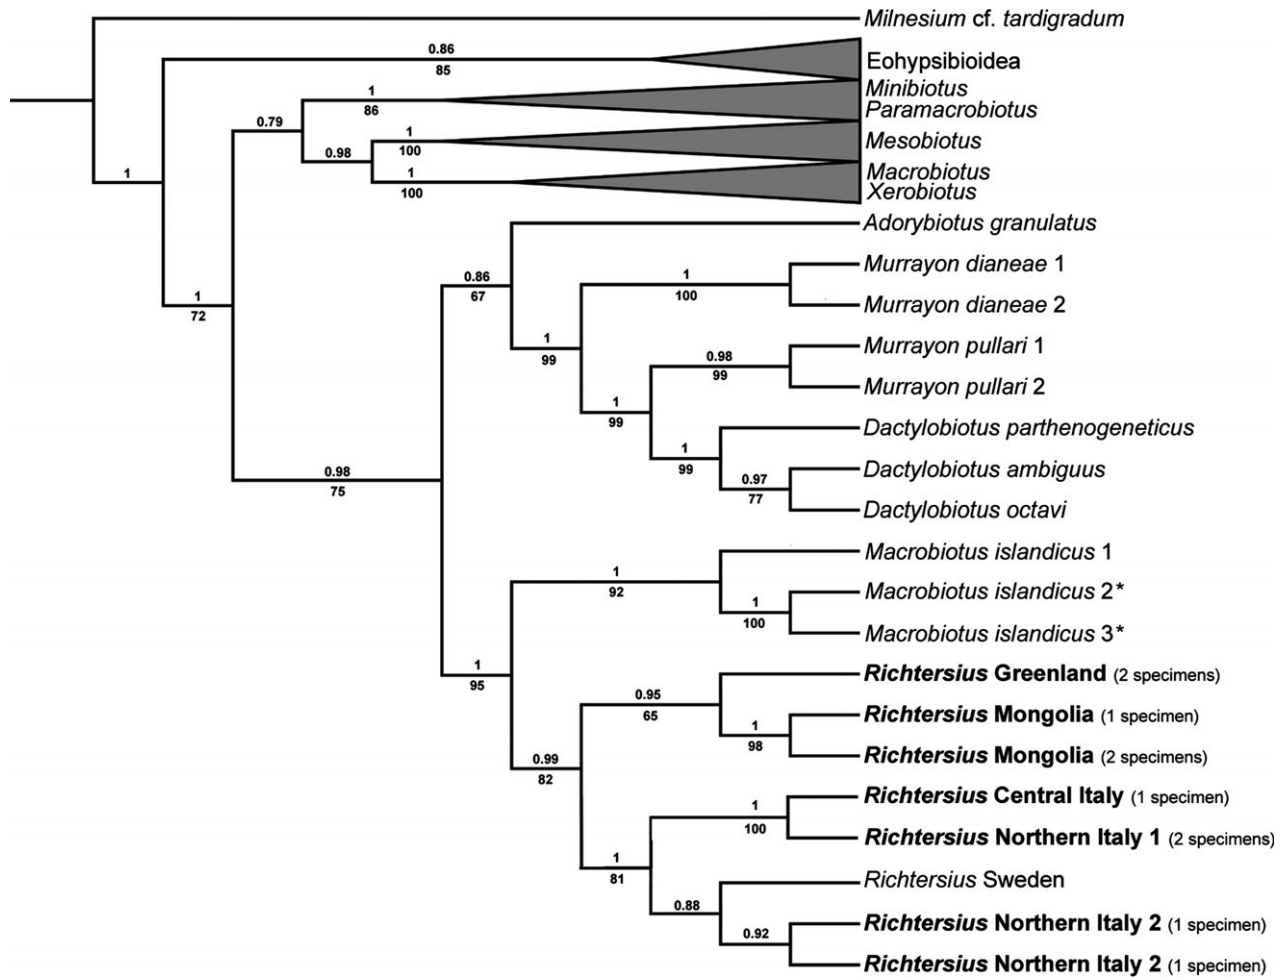 Milnesium cf. tardigradum
0.86
85
Eohypsibioidea
Minibiotus
1
86
Paramacrobiotus
0.79
1
100
Mesobiotus
0.98
1
100
Macrobiotus
Xerobiotus
1
Adorybiotus granulatus
0.86
67
1
72
Murrayon dianeae 1
1
100
Murrayon dianeae 2
1
99
Murrayon pullari 1
0.98
99
Murrayon pullari 2
1
99
Dactylobiotus parthenogeneticus
1
99
Dactylobiotus ambiguus
0.97
77
Dactylobiotus octavi
0.98
75
Macrobiotus islandicus 1
1
92
Macrobiotus islandicus 2*
1
100
Macrobiotus islandicus 3*
1
95
Richtersius Greenland (2 specimens)
0.95
65
Richtersius Mongolia (1 specimen)
1
98
Richtersius Mongolia (2 specimens)
0.99
82
Richtersius Central Italy (1 specimen)
1
100
Richtersius Northern Italy 1 (2 specimens)
1
81
Richtersius Sweden
0.88
Richtersius Northern Italy 2 (1 specimen)
0.92
Richtersius Northern Italy 2 (1 specimen)